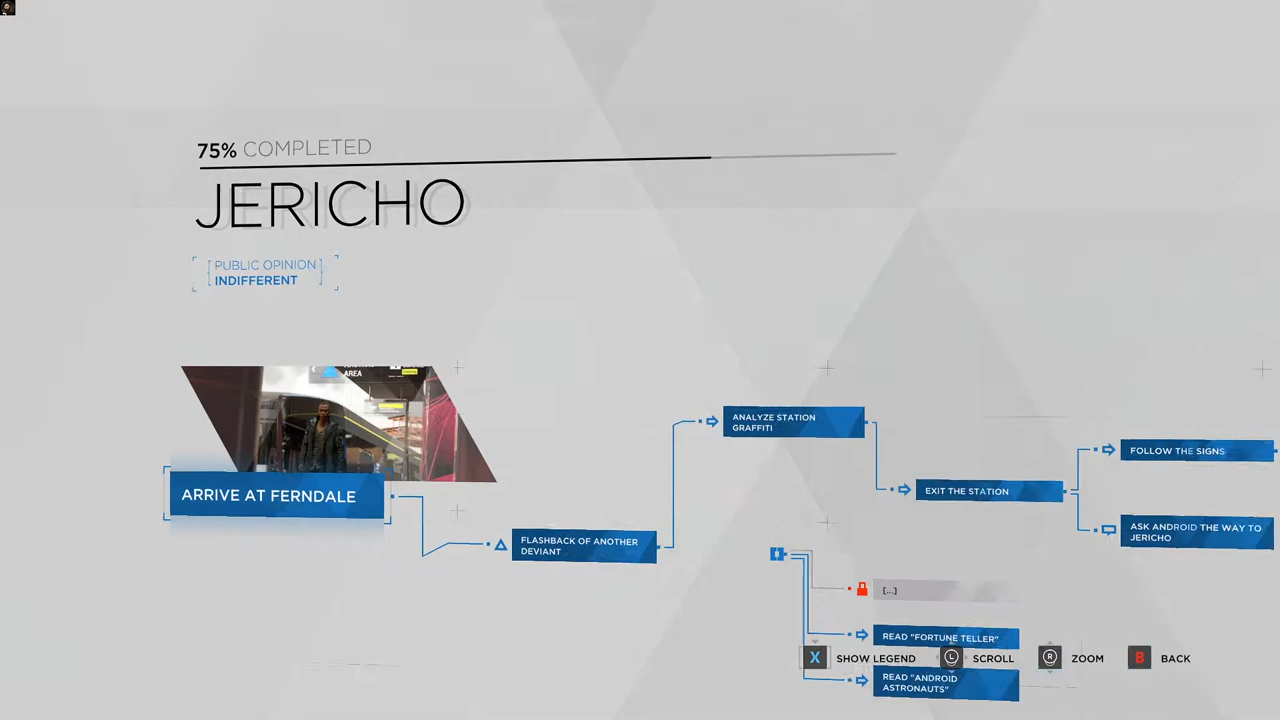 75% COMPLETED
JERICHO
PUBLIC OPINION
INDIFFERENT
AREA
ARRIVE AT FERNDALE
FLASHBACK OF ANOTHER
DEVIANT
ANALYZE STATION
GRAFFITI
EXIT THE STATION
FOLLOW THE SIGNS
ASK ANDROID THE WAY TO
JERICHO
[...]
READ "FORTUNE TELLER"
READ "ANDROID
ASTRONAUTS"
X SHOW LEGEND L SCROLL R ZOOM B BACK